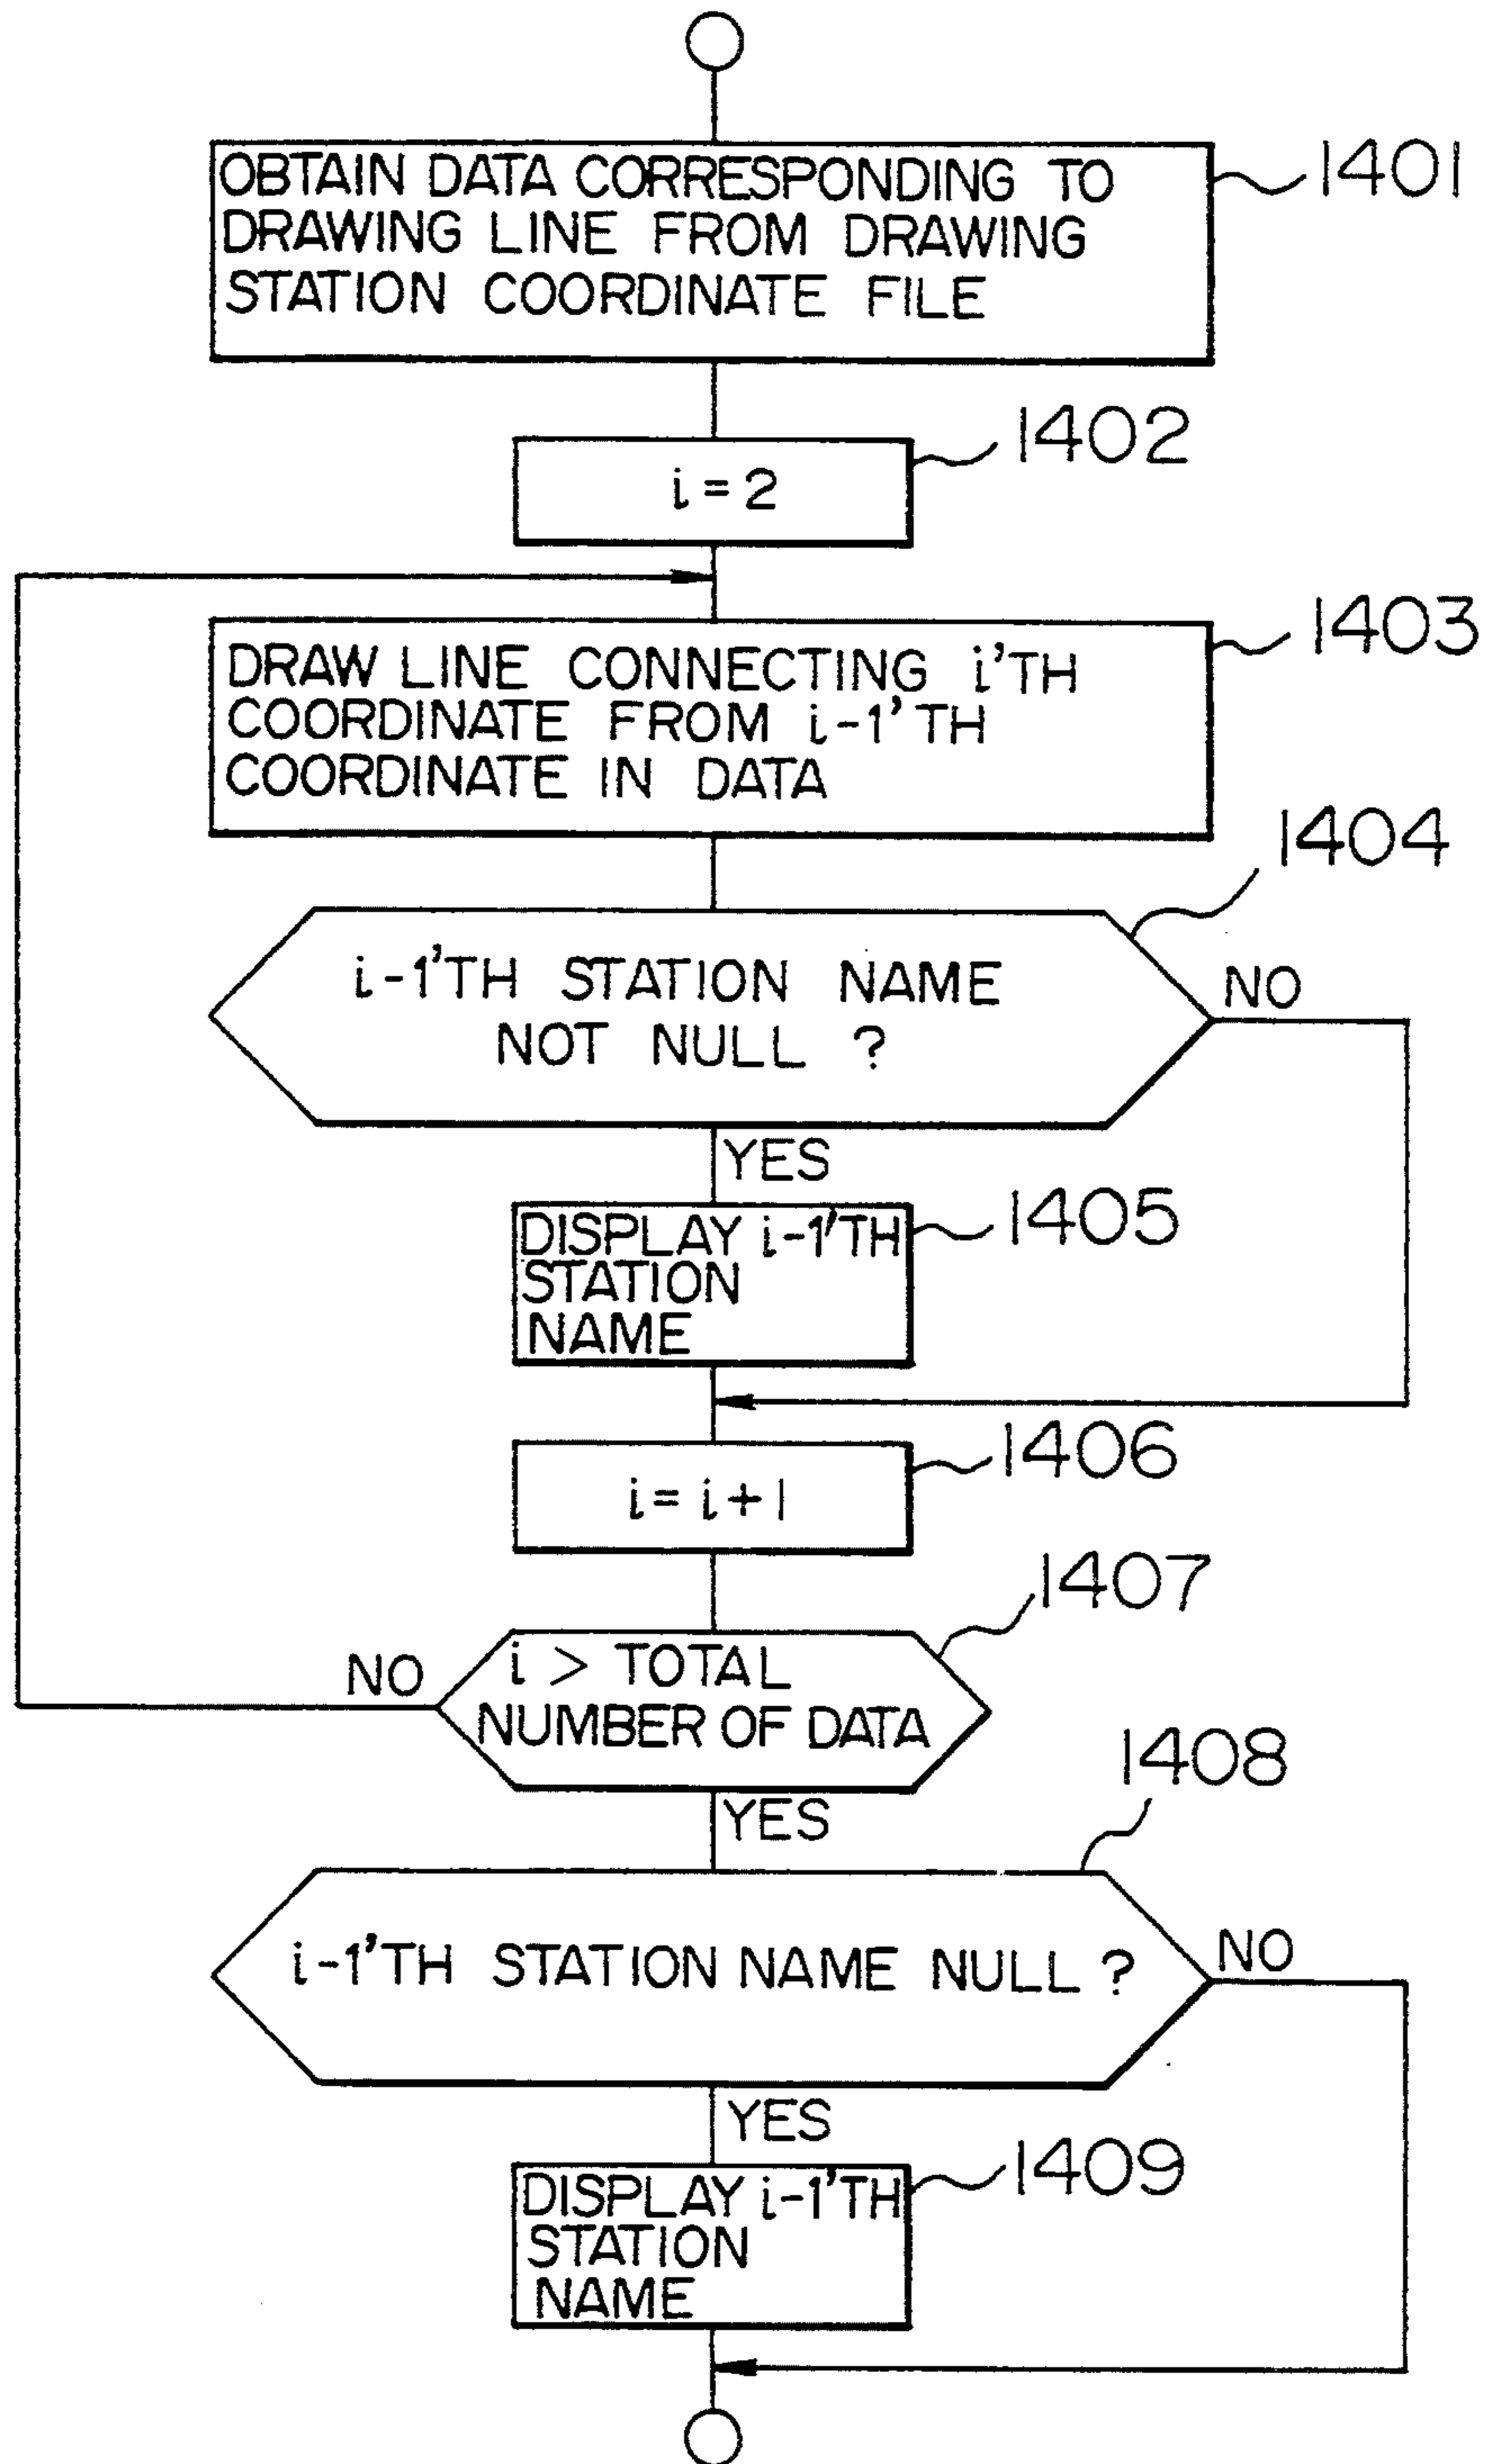 OBTAIN DATA CORRESPONDING TO
DRAWING LINE FROM DRAWING
STATION COORDINATE FILE
1401
i = 2
1402
DRAW LINE CONNECTING i'TH
COORDINATE FROM i-1'TH
COORDINATE IN DATA
1403
1404
i-1'TH STATION NAME
NOT NULL ?
NO
YES
DISPLAY i-1'TH
STATION
NAME
1405
i = i + 1
1406
1407
i > TOTAL
NUMBER OF DATA
NO
YES
1408
i-1'TH STATION NAME NULL ?
NO
YES
DISPLAY i-1'TH
STATION
NAME
1409